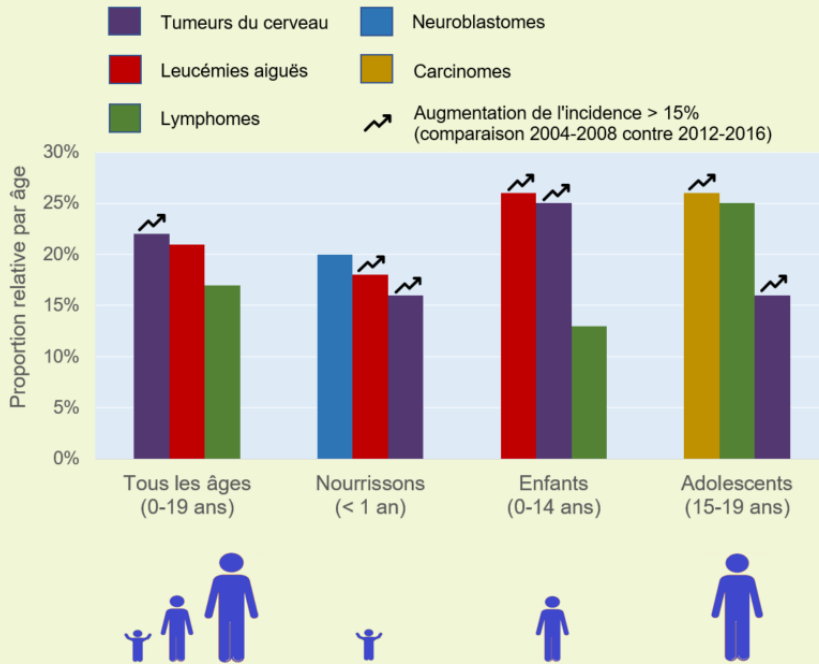 Tumeurs du cerveau
Neuroblastomes
Leucémies aiguës
Carcinomes
Lymphomes
Augmentation de l'incidence > 15%
(comparaison 2004-2008 contre 2012-2016)
Proportion relative par âge
30%
25%
20%
15%
10%
5%
0%
Tous les âges
(0-19 ans)
Nourrissons
(< 1 an)
Enfants
(0-14 ans)
Adolescents
(15-19 ans)